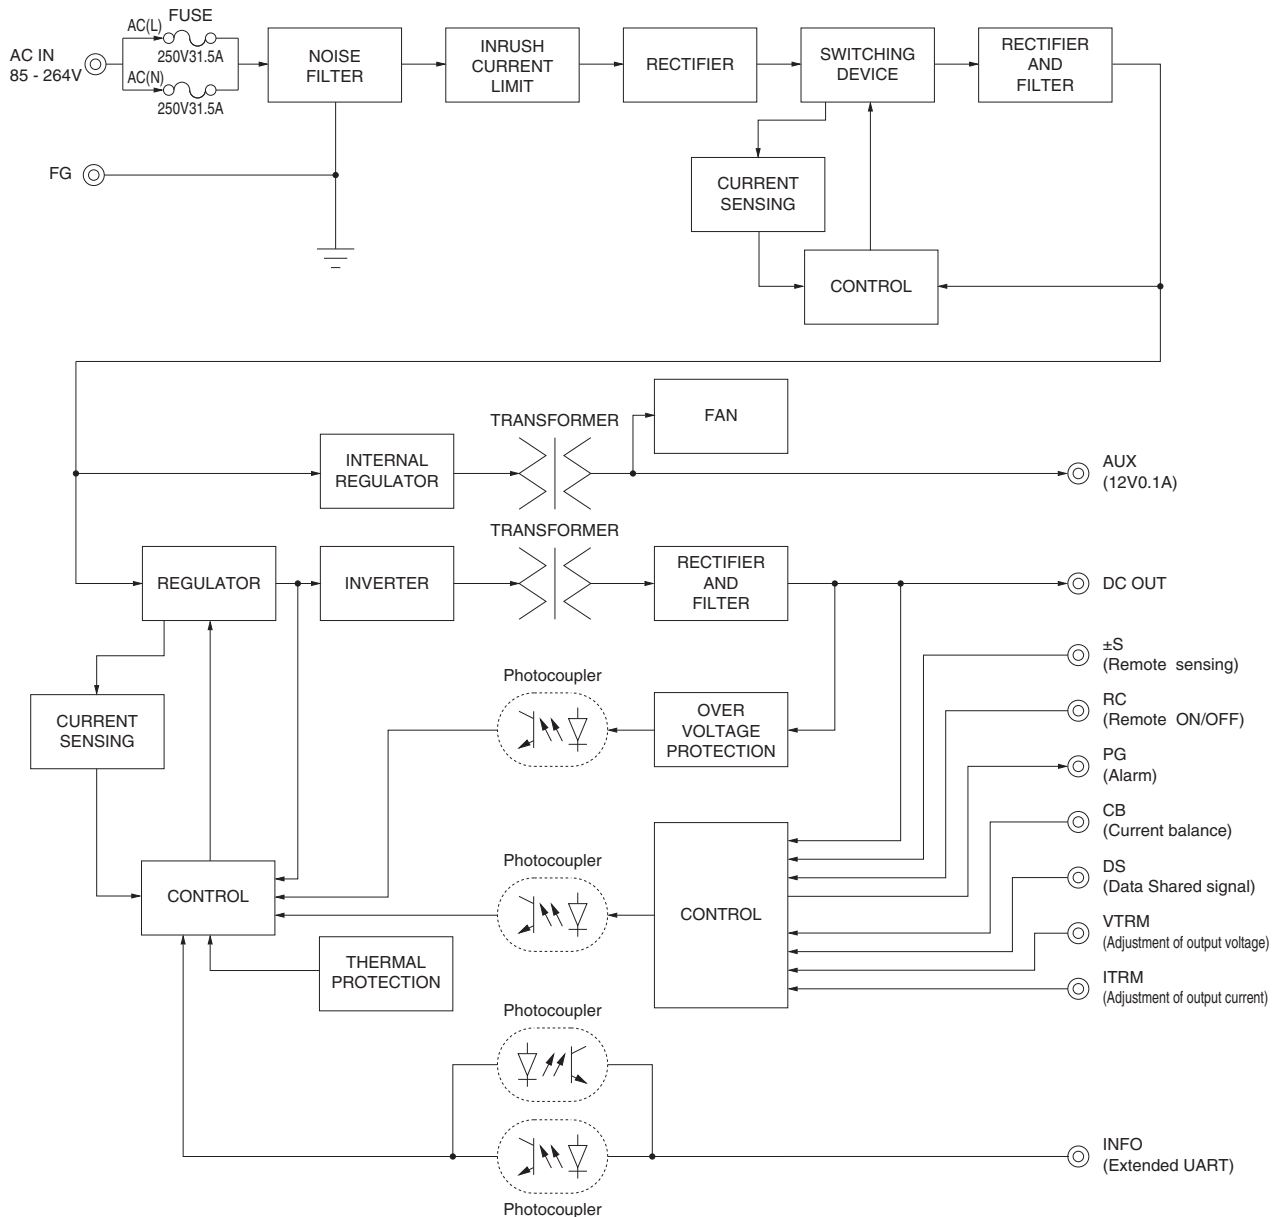 FUSE
AC(L)
250V31.5A
AC IN
85 - 264V
AC(N)
250V31.5A
NOISE
FILTER
INRUSH
CURRENT
LIMIT
RECTIFIER
SWITCHING
DEVICE
RECTIFIER
AND
FILTER
FG
CURRENT
SENSING
CONTROL
FAN
TRANSFORMER
INTERNAL
REGULATOR
AUX
(12V0.1A)
TRANSFORMER
REGULATOR
INVERTER
RECTIFIER
AND
FILTER
DC OUT
±S
(Remote sensing)
Photocoupler
CURRENT
SENSING
OVER
VOLTAGE
PROTECTION
RC
(Remote ON/OFF)
PG
(Alarm)
CB
(Current balance)
Photocoupler
CONTROL
CONTROL
DS
(Data Shared signal)
VTRM
(Adjustment of output voltage)
THERMAL
PROTECTION
ITRM
(Adjustment of output current)
Photocoupler
INFO
(Extended UART)
Photocoupler